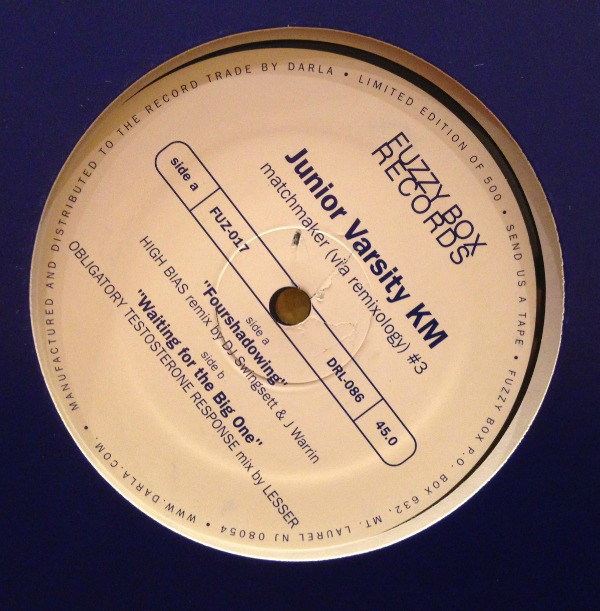 MANUFACTURED AND DISTRIBUTED TO THE RECORD TRADE BY DARLA • LIMITED EDITION OF 500 • SEND US A TAPE • FUZZY BOX P.O. BOX 632, MT. LAUREL NJ 08054 • WWW.DARLA.COM. •
FUZZY BOX
RECORDS
Junior Varsity KM
matchmaker (via remixology) #3
side a
FUZ-017
DRL-086
45.0
side a
"Fourshadowing"
HIGH BIAS remix by DJ Swingsett & J Warrin
side b
"Waiting for the Big One"
OBLIGATORY TESTOSTERONE RESPONSE mix by LESSER